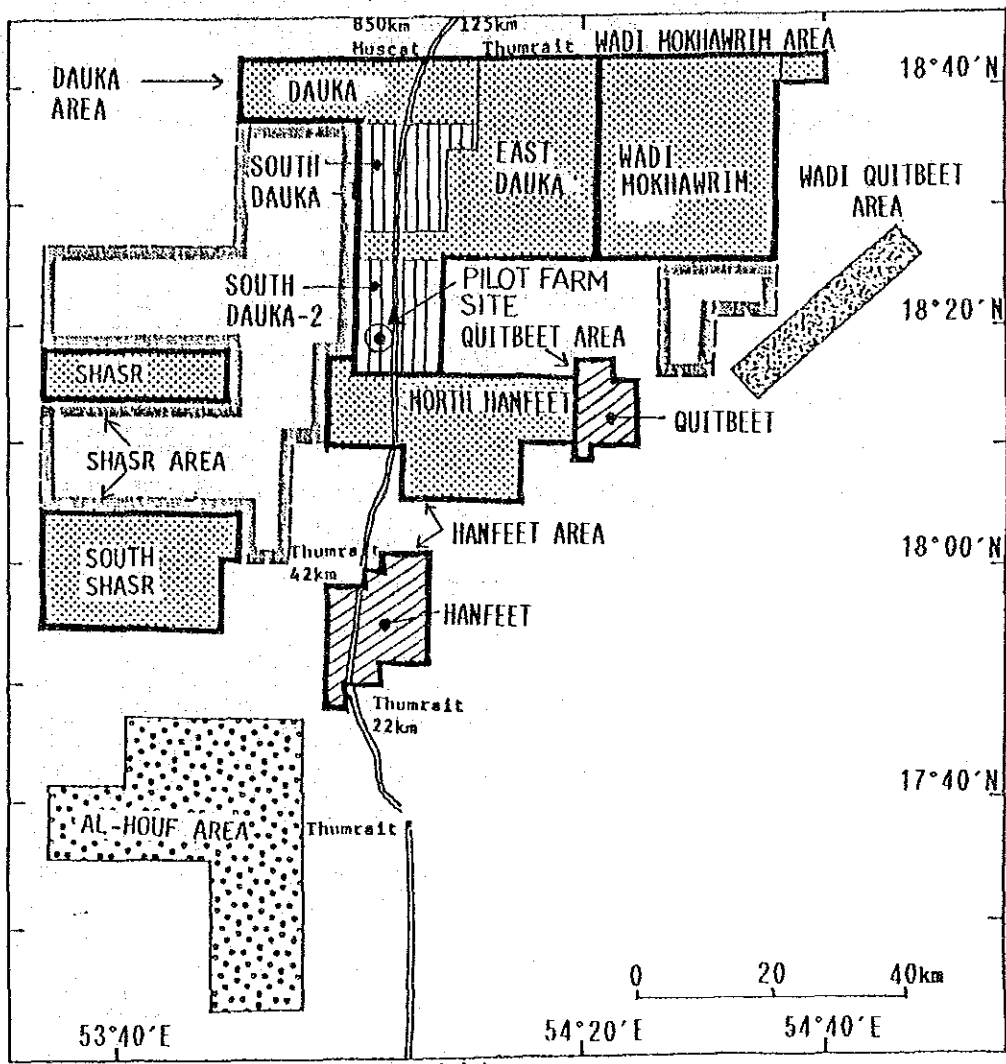 850km 125km
Muscat Thumrait WADI MOKHAWRIM AREA
DAUKA
AREA
DAUKA
18°40'N
SOUTH
DAUKA
EAST
DAUKA
WADI
MOKHAWRIM
WADI QUITBEET
AREA
SOUTH
DAUKA-2
PILOT FARM
SITE
QUITBEET AREA
18°20'N
SHASR
NORTH HANFEET
QUITBEET
SHASR AREA
HANFEET AREA
SOUTH
SHASR
Thumrait
42km
18°00'N
HANFEET
Thumrait
22km
17°40'N
AL-HOUF AREA
Thumrait
0 20 40km
53°40'E 54°20'E 54°40'E